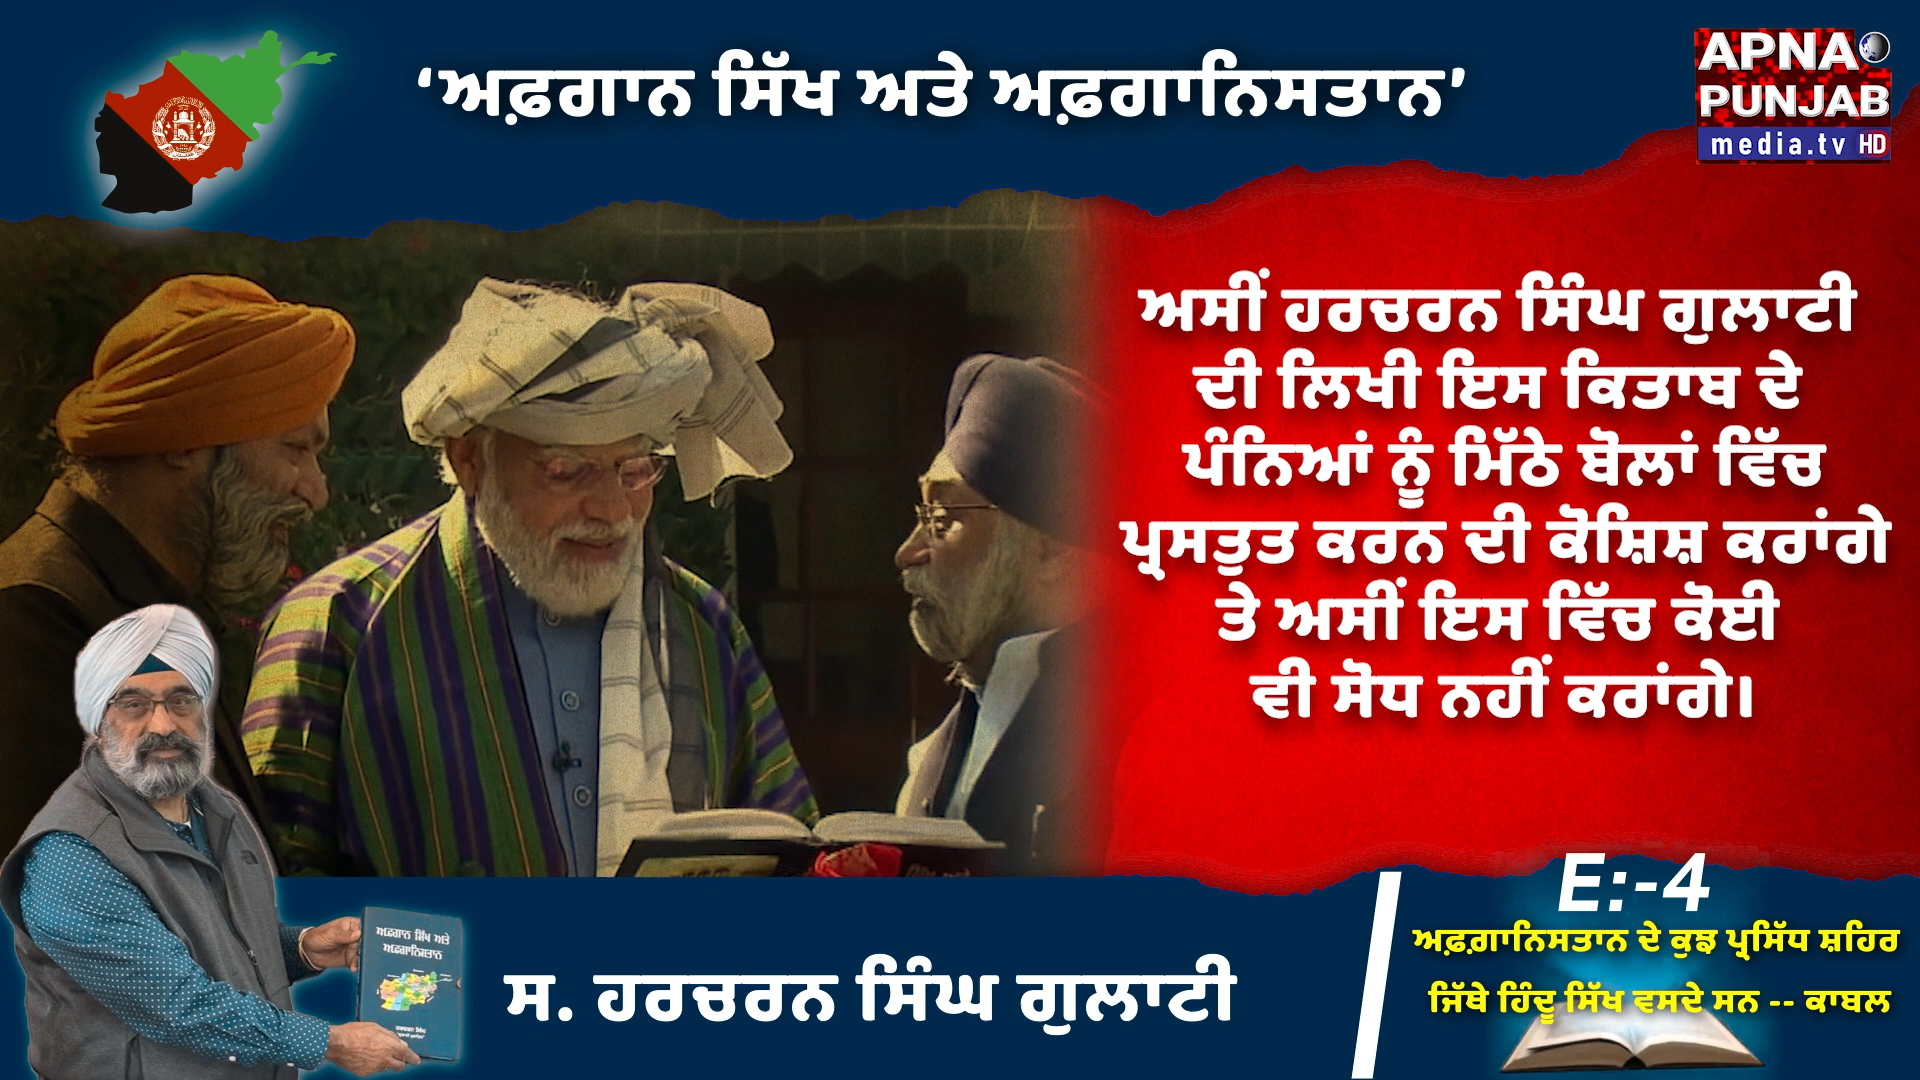 ‘ਅਫ਼ਗਾਨ ਸਿੱਖ ਅਤੇ ਅਫ਼ਗਾਨਿਸਤਾਨ’
APNA
PUNJAB
media.tv HD
ਅਸੀਂ ਹਰਚਰਨ ਸਿੰਘ ਗੁਲਾਟੀ
ਦੀ ਲਿਖੀ ਇਸ ਕਿਤਾਬ ਦੇ
ਪੰਨਿਆਂ ਨੂੰ ਮਿੱਠੇ ਬੋਲਾਂ ਵਿੱਚ
ਪ੍ਰਸਤੁਤ ਕਰਨ ਦੀ ਕੋਸ਼ਿਸ਼ ਕਰਾਂਗੇ
ਤੇ ਅਸੀਂ ਇਸ ਵਿੱਚ ਕੋਈ
ਵੀ ਸੋਧ ਨਹੀਂ ਕਰਾਂਗੇ।
ਅਫ਼ਗਾਨ ਸਿੱਖ ਅਤੇ
ਅਫ਼ਗਾਨਿਸਤਾਨ
ਸ. ਹਰਚਰਨ ਸਿੰਘ ਗੁਲਾਟੀ
E:-4
ਅਫ਼ਗ਼ਾਨਿਸਤਾਨ ਦੇ ਕੁਝ ਪ੍ਰਸਿੱਧ ਸ਼ਹਿਰ
ਜਿੱਥੇ ਹਿੰਦੂ ਸਿੱਖ ਵਸਦੇ ਸਨ -- ਕਾਬਲ